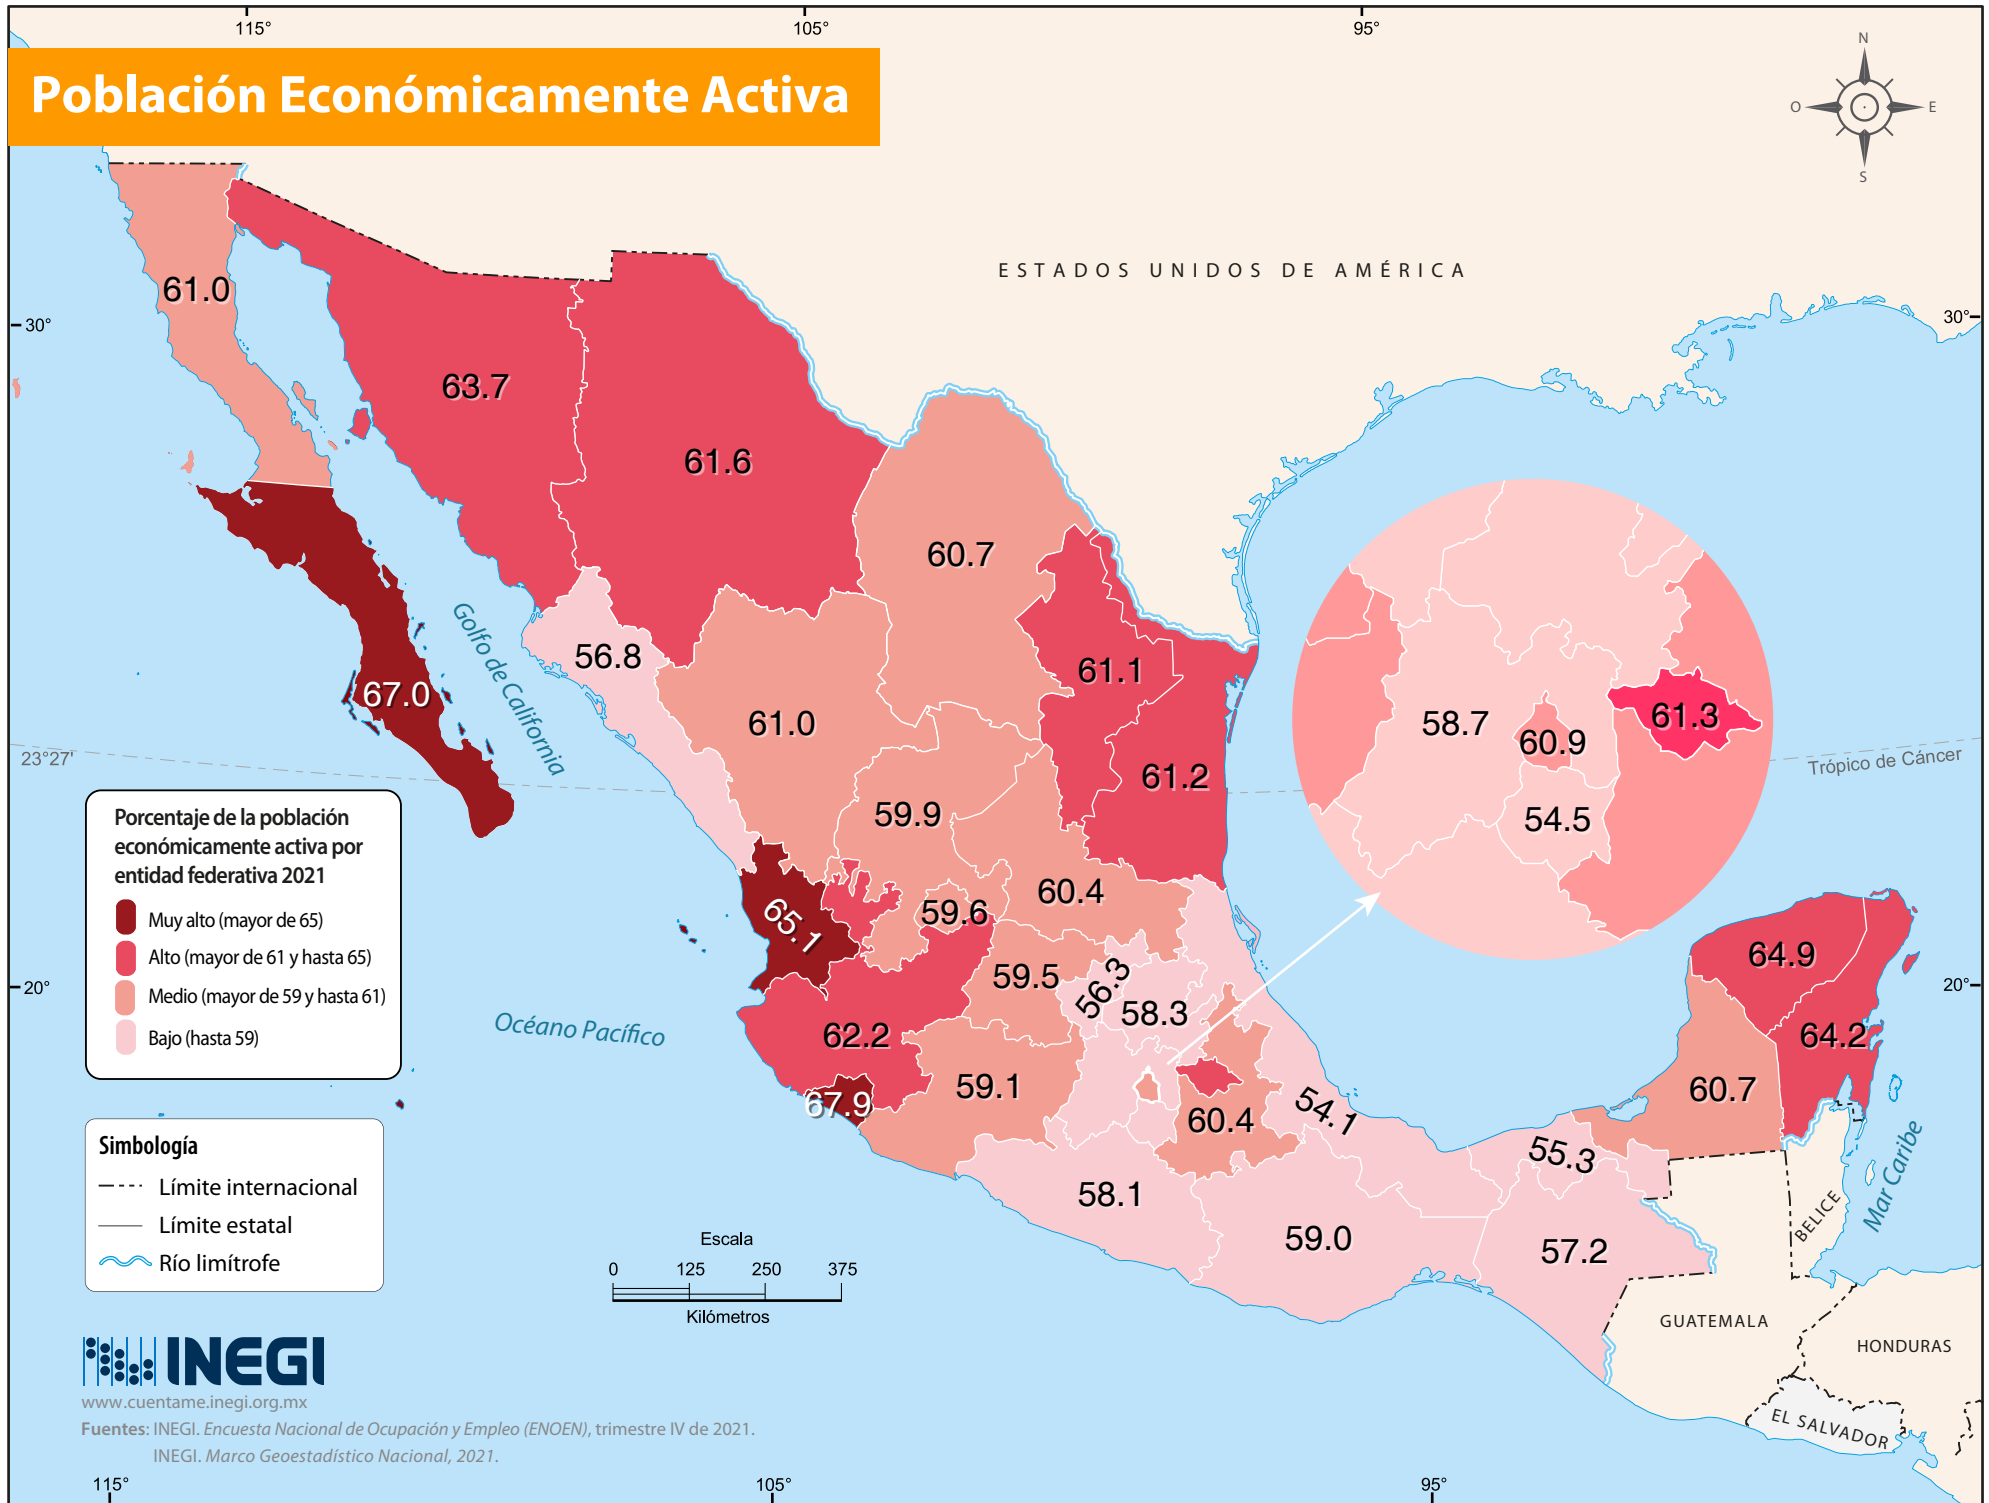 115°
105°
95°
Población Económicamente Activa
N
O
E
S
ESTADOS UNIDOS DE AMÉRICA
30°
30°
61.0
63.7
61.6
60.7
56.8
61.1
67.0
61.0
61.2
58.7
60.9
61.3
54.5
Golfo de California
23°27'
Trópico de Cáncer
59.9
60.4
59.6
65.1
59.5
56.3
58.3
62.2
59.1
67.9
60.4
54.1
64.9
64.2
60.7
55.3
58.1
59.0
57.2
20°
20°
Océano Pacífico
Mar Caribe
BELICE
GUATEMALA
HONDURAS
EL SALVADOR
Porcentaje de la población
económicamente activa por
entidad federativa 2021
Muy alto (mayor de 65)
Alto (mayor de 61 y hasta 65)
Medio (mayor de 59 y hasta 61)
Bajo (hasta 59)
Simbología
Límite internacional
Límite estatal
Río limítrofe
Escala
0 125 250 375
Kilómetros
INEGI
www.cuentame.inegi.org.mx
Fuentes: INEGI. Encuesta Nacional de Ocupación y Empleo (ENOEN), trimestre IV de 2021.
INEGI. Marco Geoestadístico Nacional, 2021.
115°
105°
95°